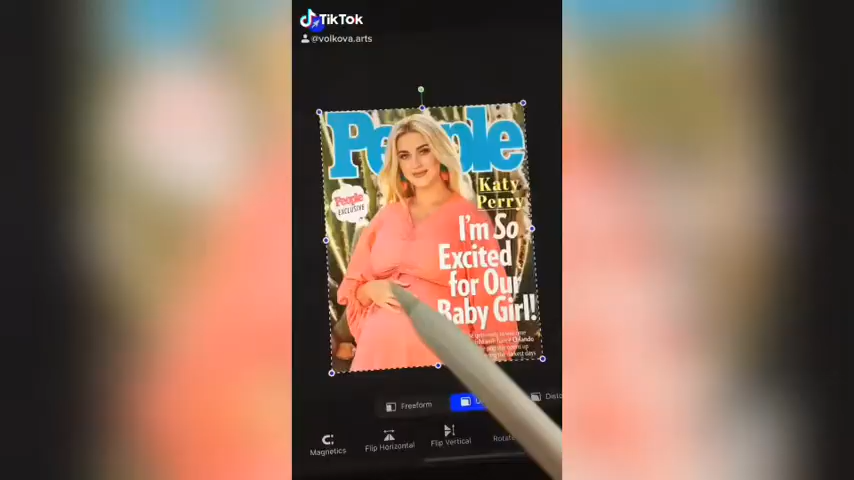 TikTok
@volkova.arts
People
People
EXCLUSIVE
Katy
Perry
I'm So
Excited
for Our
Baby Girl!
Orlando
Freeform
Magnetics
Flip Horizontal
Flip Vertical